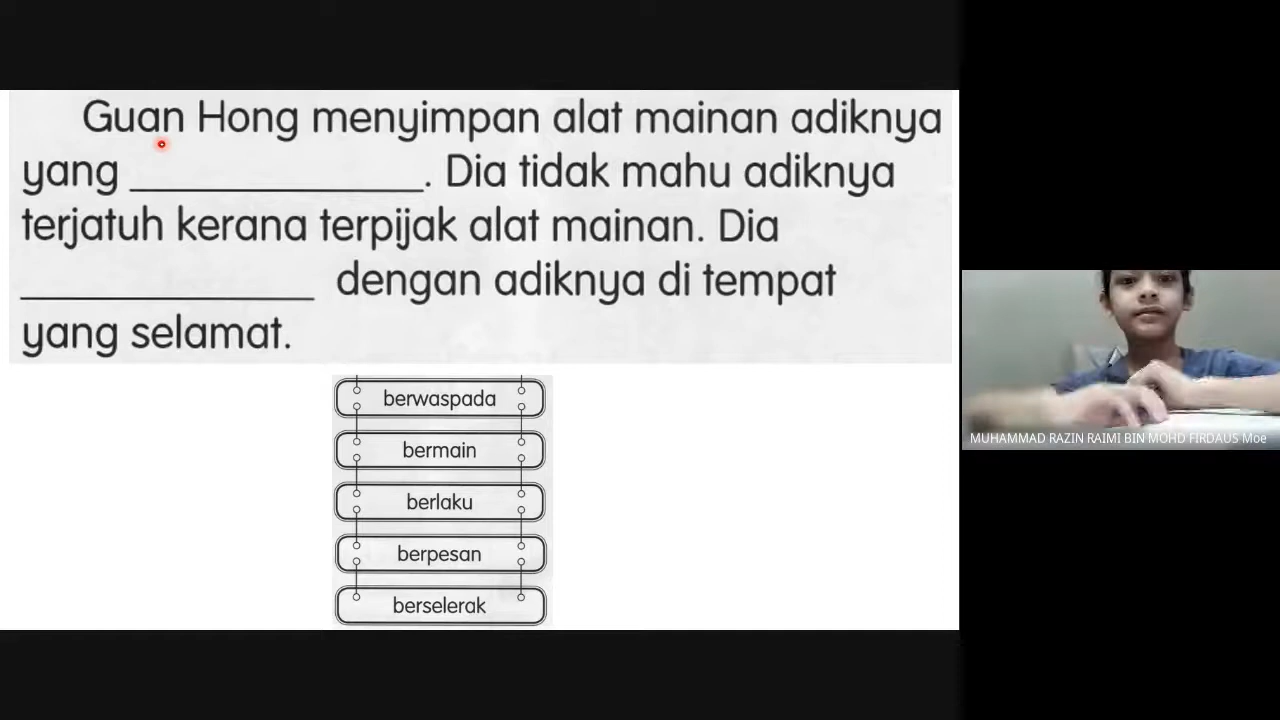 Guan Hong menyimpan alat mainan adiknya
yang ______________. Dia tidak mahu adiknya
terjatuh kerana terpijak alat mainan. Dia
______________ dengan adiknya di tempat
yang selamat.
berwaspada
bermain
berlaku
berpesan
berselerak
MUHAMMAD RAZIN RAIMI BIN MOHD FIRDAUS Moe